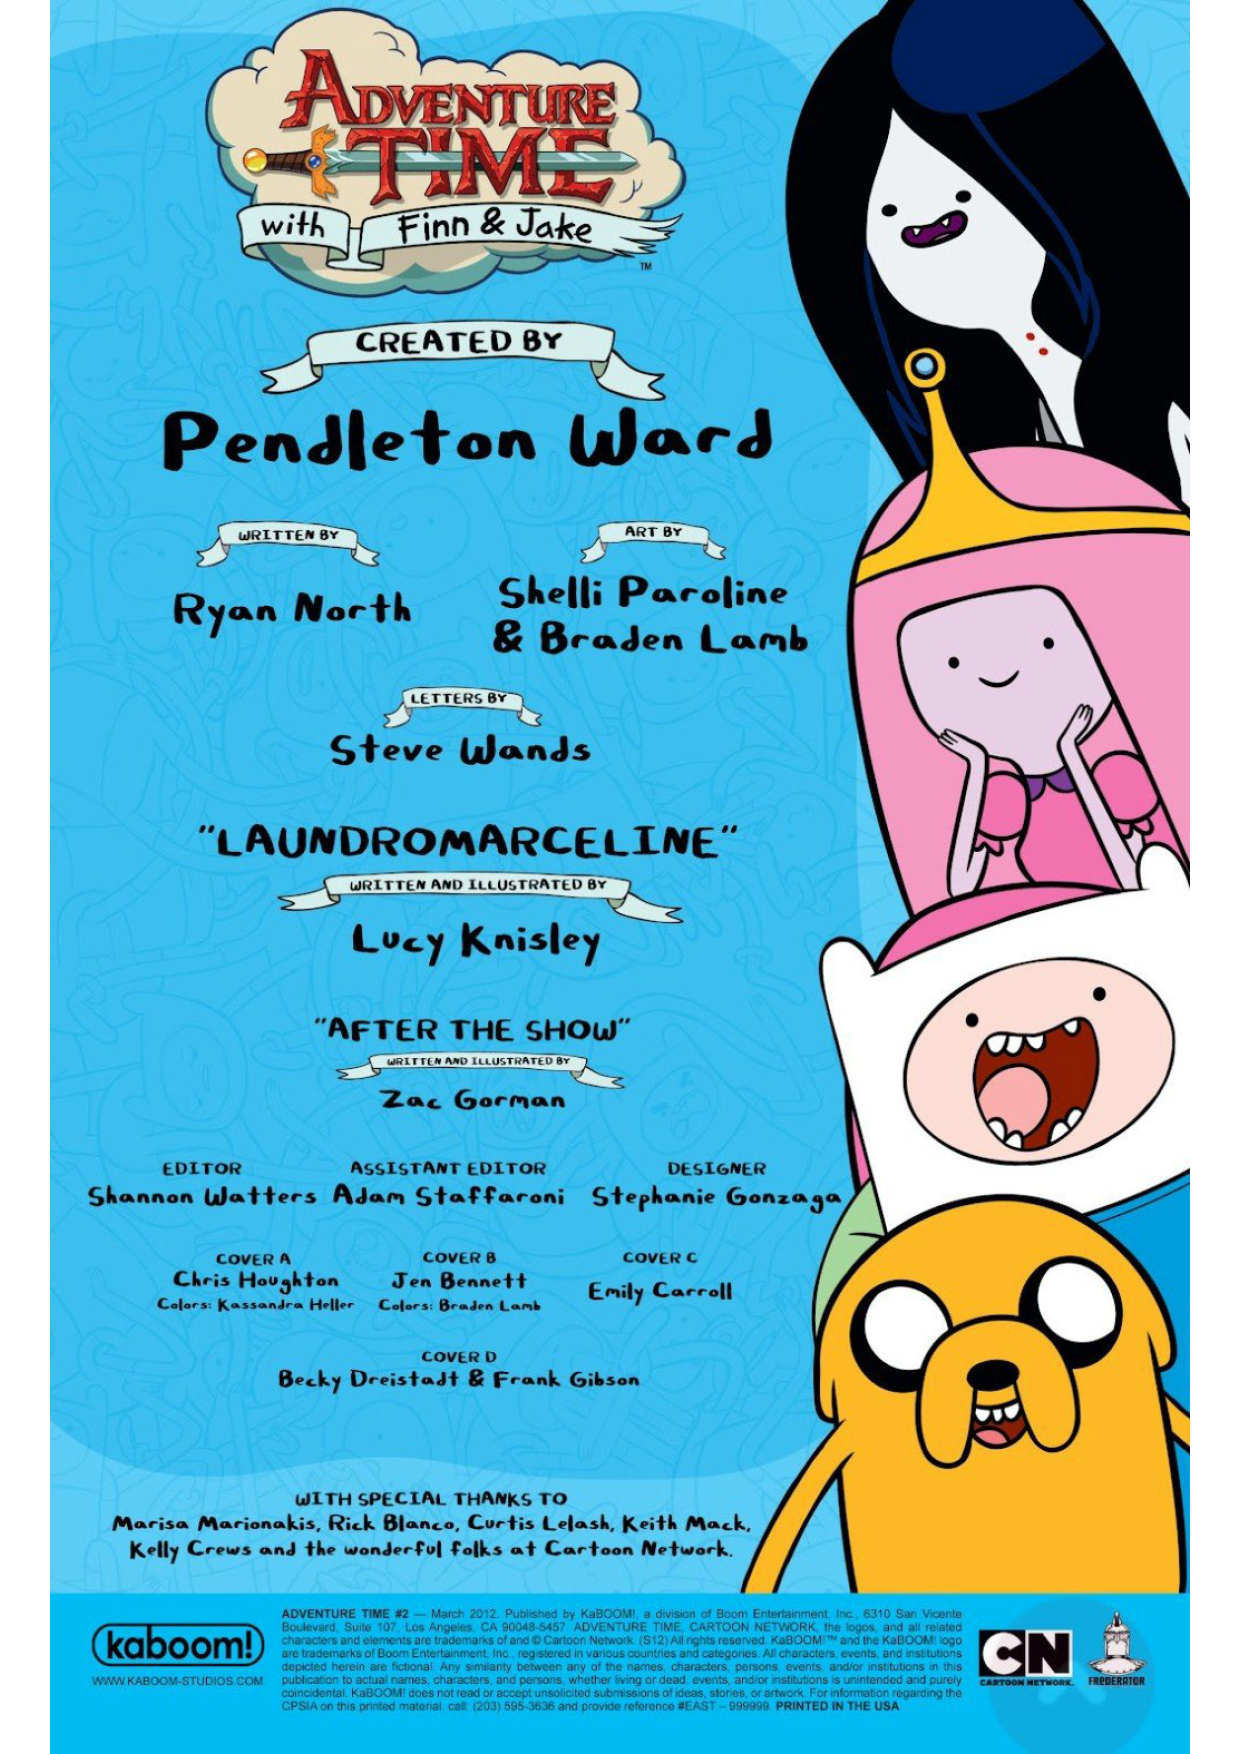 ADVENTURE
TIME
with Finn & Jake
TM
CREATED BY
Pendleton Ward
WRITTEN BY
Ryan North
ART BY
Shelli Paroline
& Braden Lamb
LETTERS BY
Steve Wands
"LAUNDROMARCELINE"
WRITTEN AND ILLUSTRATED BY
Lucy Knisley
"AFTER THE SHOW"
WRITTEN AND ILLUSTRATED BY
Zac Gorman
EDITOR
Shannon Watters
ASSISTANT EDITOR
Adam Staffaroni
DESIGNER
Stephanie Gonzaga
COVER A
Chris Houghton
Colors: Kassandra Heller
COVER B
Jen Bennett
Colors: Braden Lamb
COVER C
Emily Carroll
COVER D
Becky Dreistadt & Frank Gibson
WITH SPECIAL THANKS TO
Marisa Marionakis, Rick Blanco, Curtis Lelash, Keith Mack,
Kelly Crews and the wonderful folks at Cartoon Network.
kaboom!
WWW.KABOOM-STUDIOS.COM
ADVENTURE TIME #2 — March 2012. Published by KaBOOM!, a division of Boom Entertainment, Inc., 6310 San Vicente
Boulevard, Suite 107, Los Angeles, CA 90048-5457. ADVENTURE TIME, CARTOON NETWORK, the logos, and all related
characters and elements are trademarks of and © Cartoon Network. (S12) All rights reserved. KaBOOM!™ and the KaBOOM! logo
are trademarks of Boom Entertainment, Inc., registered in various countries and categories. All characters, events, and institutions
depicted herein are fictional. Any similarity between any of the names, characters, persons, events, and/or institutions in this
publication to actual names, characters, and persons, whether living or dead, events, and/or institutions is unintended and purely
coincidental. KaBOOM! does not read or accept unsolicited submissions of ideas, stories, or artwork. For information regarding the
CPSIA on this printed material, call: (203) 595-3636 and provide reference #EAST – 999999. PRINTED IN THE USA
CN
CARTOON NETWORK.
FREDERATOR